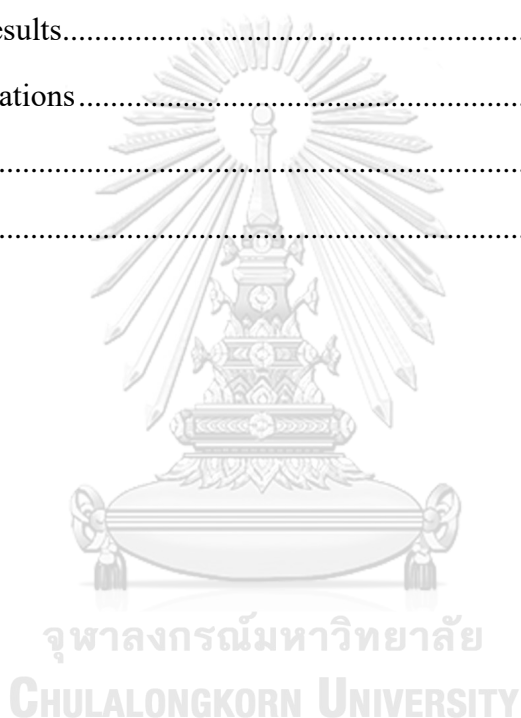 esults.......................................................
ations.......................................................
................................................................
................................................................
จุฬาลงกรณ์มหาวิทยาลัย
CHULALONGKORN UNIVERSITY